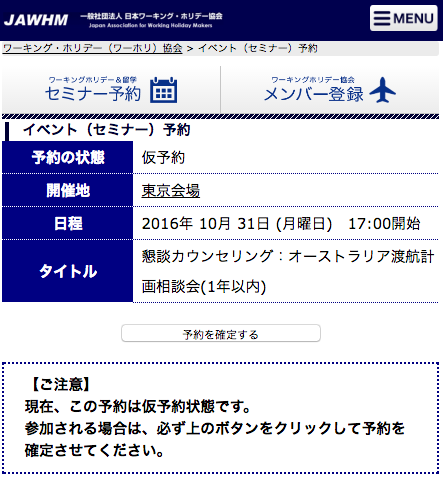 JAWHM 一般社団法人 日本ワーキング・ホリデー協会
Japan Association for Working Holiday Makers
MENU
ワーキング・ホリデー（ワーホリ）協会 > イベント（セミナー）予約
ワーキングホリデー＆留学
セミナー予約
ワーキングホリデー協会
メンバー登録
イベント（セミナー）予約
予約の状態 仮予約
開催地 東京会場
日程 2016年 10月 31日 (月曜日) 17:00開始
タイトル 懇談カウンセリング：オーストラリア渡航計
画相談会(1年以内)
予約を確定する
【ご注意】
現在、この予約は仮予約状態です。
参加される場合は、必ず上のボタンをクリックして予約を
確定させてください。